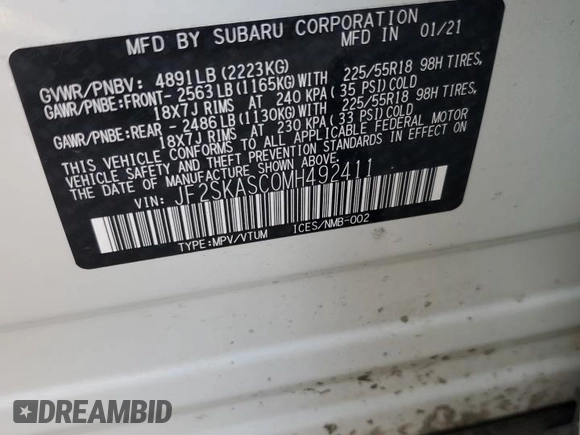 MFD BY SUBARU CORPORATION
MFD IN 01/21
GVWR/PNBV: 4891LB(2223KG)
GAWR/PNBE:FRONT-2563LB(1165KG)WITH 225/55R18 98H TIRES,
18X7J RIMS AT 240 KPA(35 PSI)COLD
GAWR/PNBE:REAR -2486LB(1130KG)WITH 225/55R18 98H TIRES,
18X7J RIMS AT 230 KPA(33 PSI)COLD
THIS VEHICLE CONFORMS TO ALL APPLICABLE FEDERAL MOTOR
VEHICLE SAFETY STANDARDS IN EFFECT ON THE DATE OF
MANUFACTURE SHOWN ABOVE.
VIN: JF2SKASC0MH492411
TYPE:MPV/VTUM ICES/NMB-002
DREAMBID